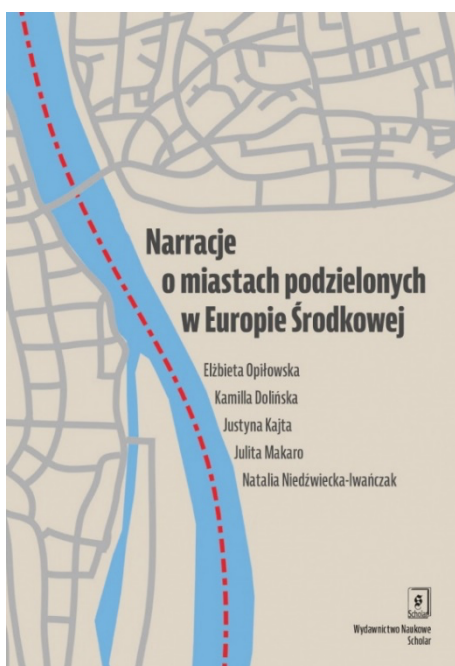 Narracje
o miastach podzielonych
w Europie Środkowej
Elżbieta Opiłowska
Kamilla Dolińska
Justyna Kajta
Julita Makaro
Natalia Niedźwiecka-Iwańczak
Scholar
Wydawnictwo Naukowe
Scholar